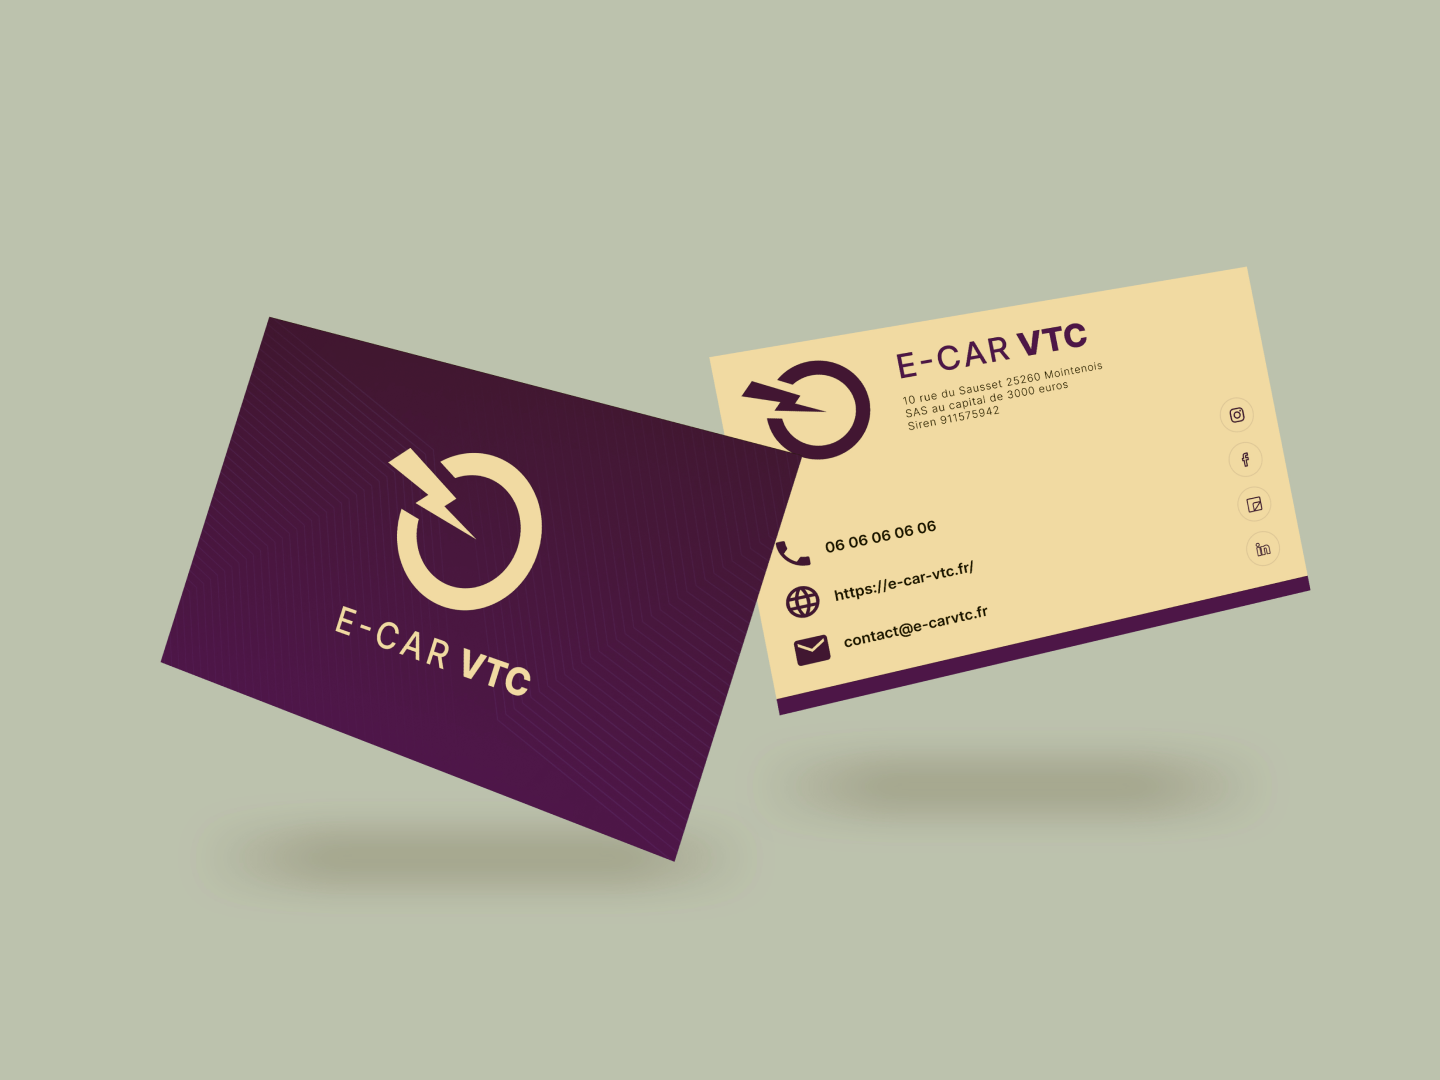 E-CAR VTC
E-CAR VTC
10 rue du Sausset 25260 Mointenois
SAS au capital de 3000 euros
Siren 911575942
06 06 06 06 06
https://e-car-vtc.fr/
contact@e-carvtc.fr
f
in